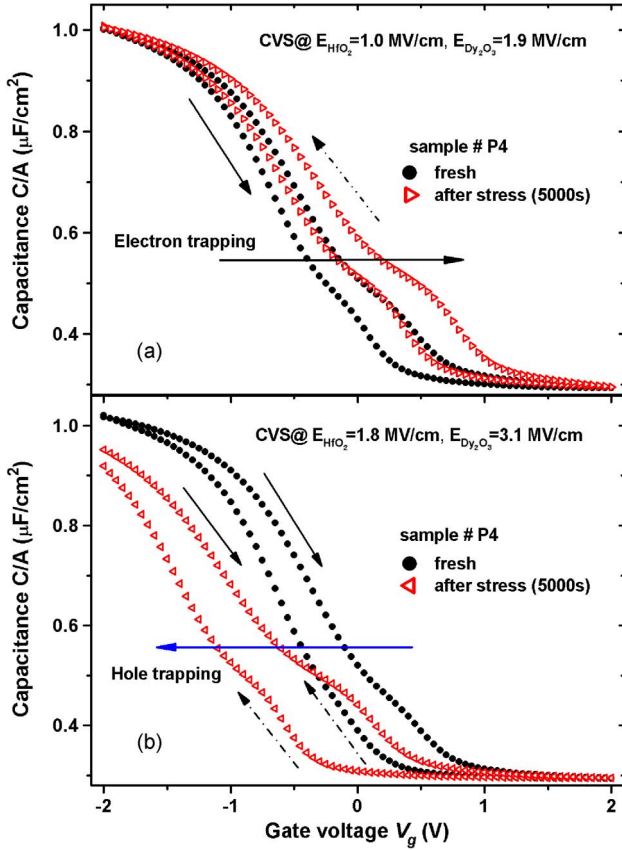 CVS@ E_HfO₂=1.0 MV/cm, E_Dy₂O₃=1.9 MV/cm
sample # P4
fresh
after stress (5000s)
Electron trapping
(a)
1.0
0.8
0.6
0.4
Capacitance C/A (μF/cm²)
CVS@ E_HfO₂=1.8 MV/cm, E_Dy₂O₃=3.1 MV/cm
sample # P4
fresh
after stress (5000s)
Hole trapping
(b)
1.0
0.8
0.6
0.4
Capacitance C/A (μF/cm²)
-2 -1 0 1 2
Gate voltage V_g (V)